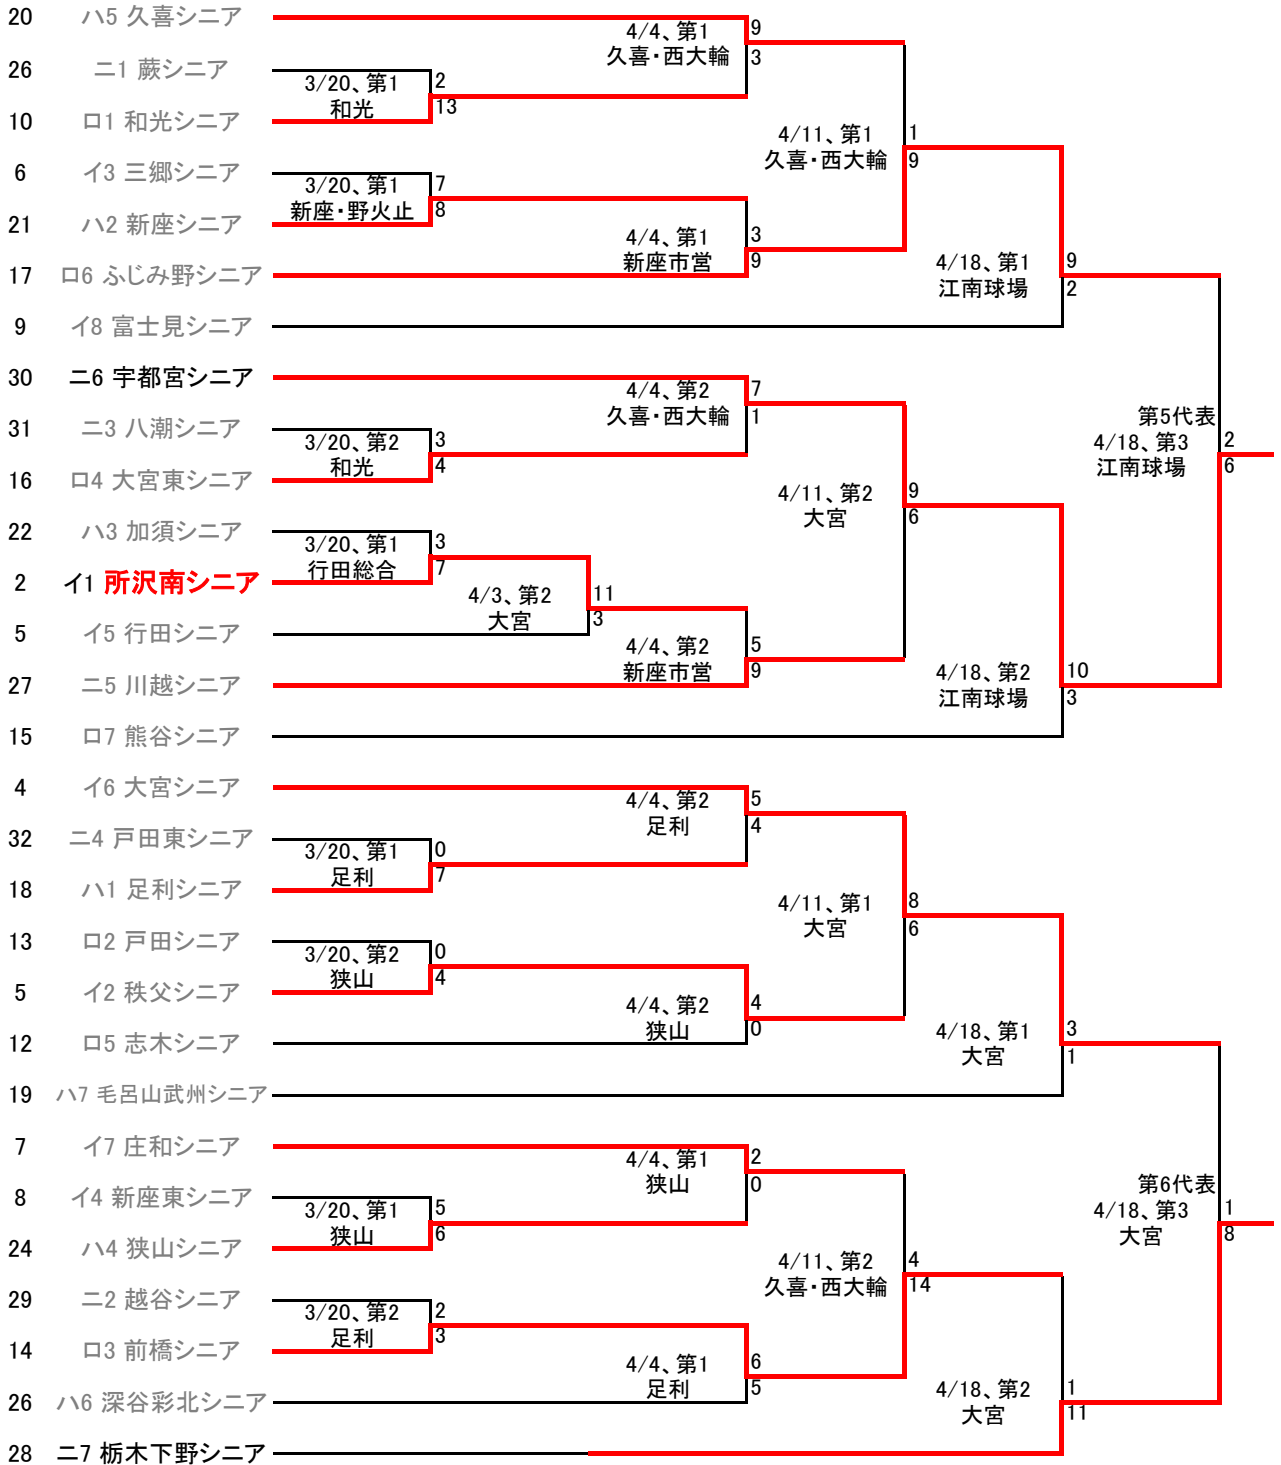 20 ハ5 久喜シニア
4/4、第1 9
久喜・西大輪 3
26 ニ1 蕨シニア
3/20、第1 2
和光 13
10 ロ1 和光シニア
4/11、第1 1
久喜・西大輪 9
6 イ3 三郷シニア
3/20、第1 7
新座・野火止 8
21 ハ2 新座シニア
4/4、第1 3
新座市営 9
17 ロ6 ふじみ野シニア
4/18、第1 9
江南球場 2
9 イ8 富士見シニア
30 ニ6 宇都宮シニア
4/4、第2 7
久喜・西大輪 1
31 ニ3 八潮シニア
3/20、第2 3
和光 4
第5代表
4/18、第3 2
江南球場 6
16 ロ4 大宮東シニア
4/11、第2 9
大宮 6
22 ハ3 加須シニア
3/20、第1 3
行田総合 7
2 イ1 所沢南シニア
4/3、第2 11
大宮 3
5 イ5 行田シニア
4/4、第2 5
新座市営 9
27 ニ5 川越シニア
4/18、第2 10
江南球場 3
15 ロ7 熊谷シニア
4 イ6 大宮シニア
4/4、第2 5
足利 4
32 ニ4 戸田東シニア
3/20、第1 0
足利 7
18 ハ1 足利シニア
4/11、第1 8
大宮 6
13 ロ2 戸田シニア
3/20、第2 0
狭山 4
5 イ2 秩父シニア
4/4、第2 4
狭山 0
12 ロ5 志木シニア
4/18、第1 3
大宮 1
19 ハ7 毛呂山武州シニア
7 イ7 庄和シニア
4/4、第1 2
狭山 0
8 イ4 新座東シニア
3/20、第1 5
狭山 6
第6代表
4/18、第3 1
大宮 8
24 ハ4 狭山シニア
4/11、第2 4
久喜・西大輪 14
29 ニ2 越谷シニア
3/20、第2 2
足利 3
14 ロ3 前橋シニア
4/4、第1 6
足利 5
26 ハ6 深谷彩北シニア
4/18、第2 1
大宮 11
28 ニ7 栃木下野シニア